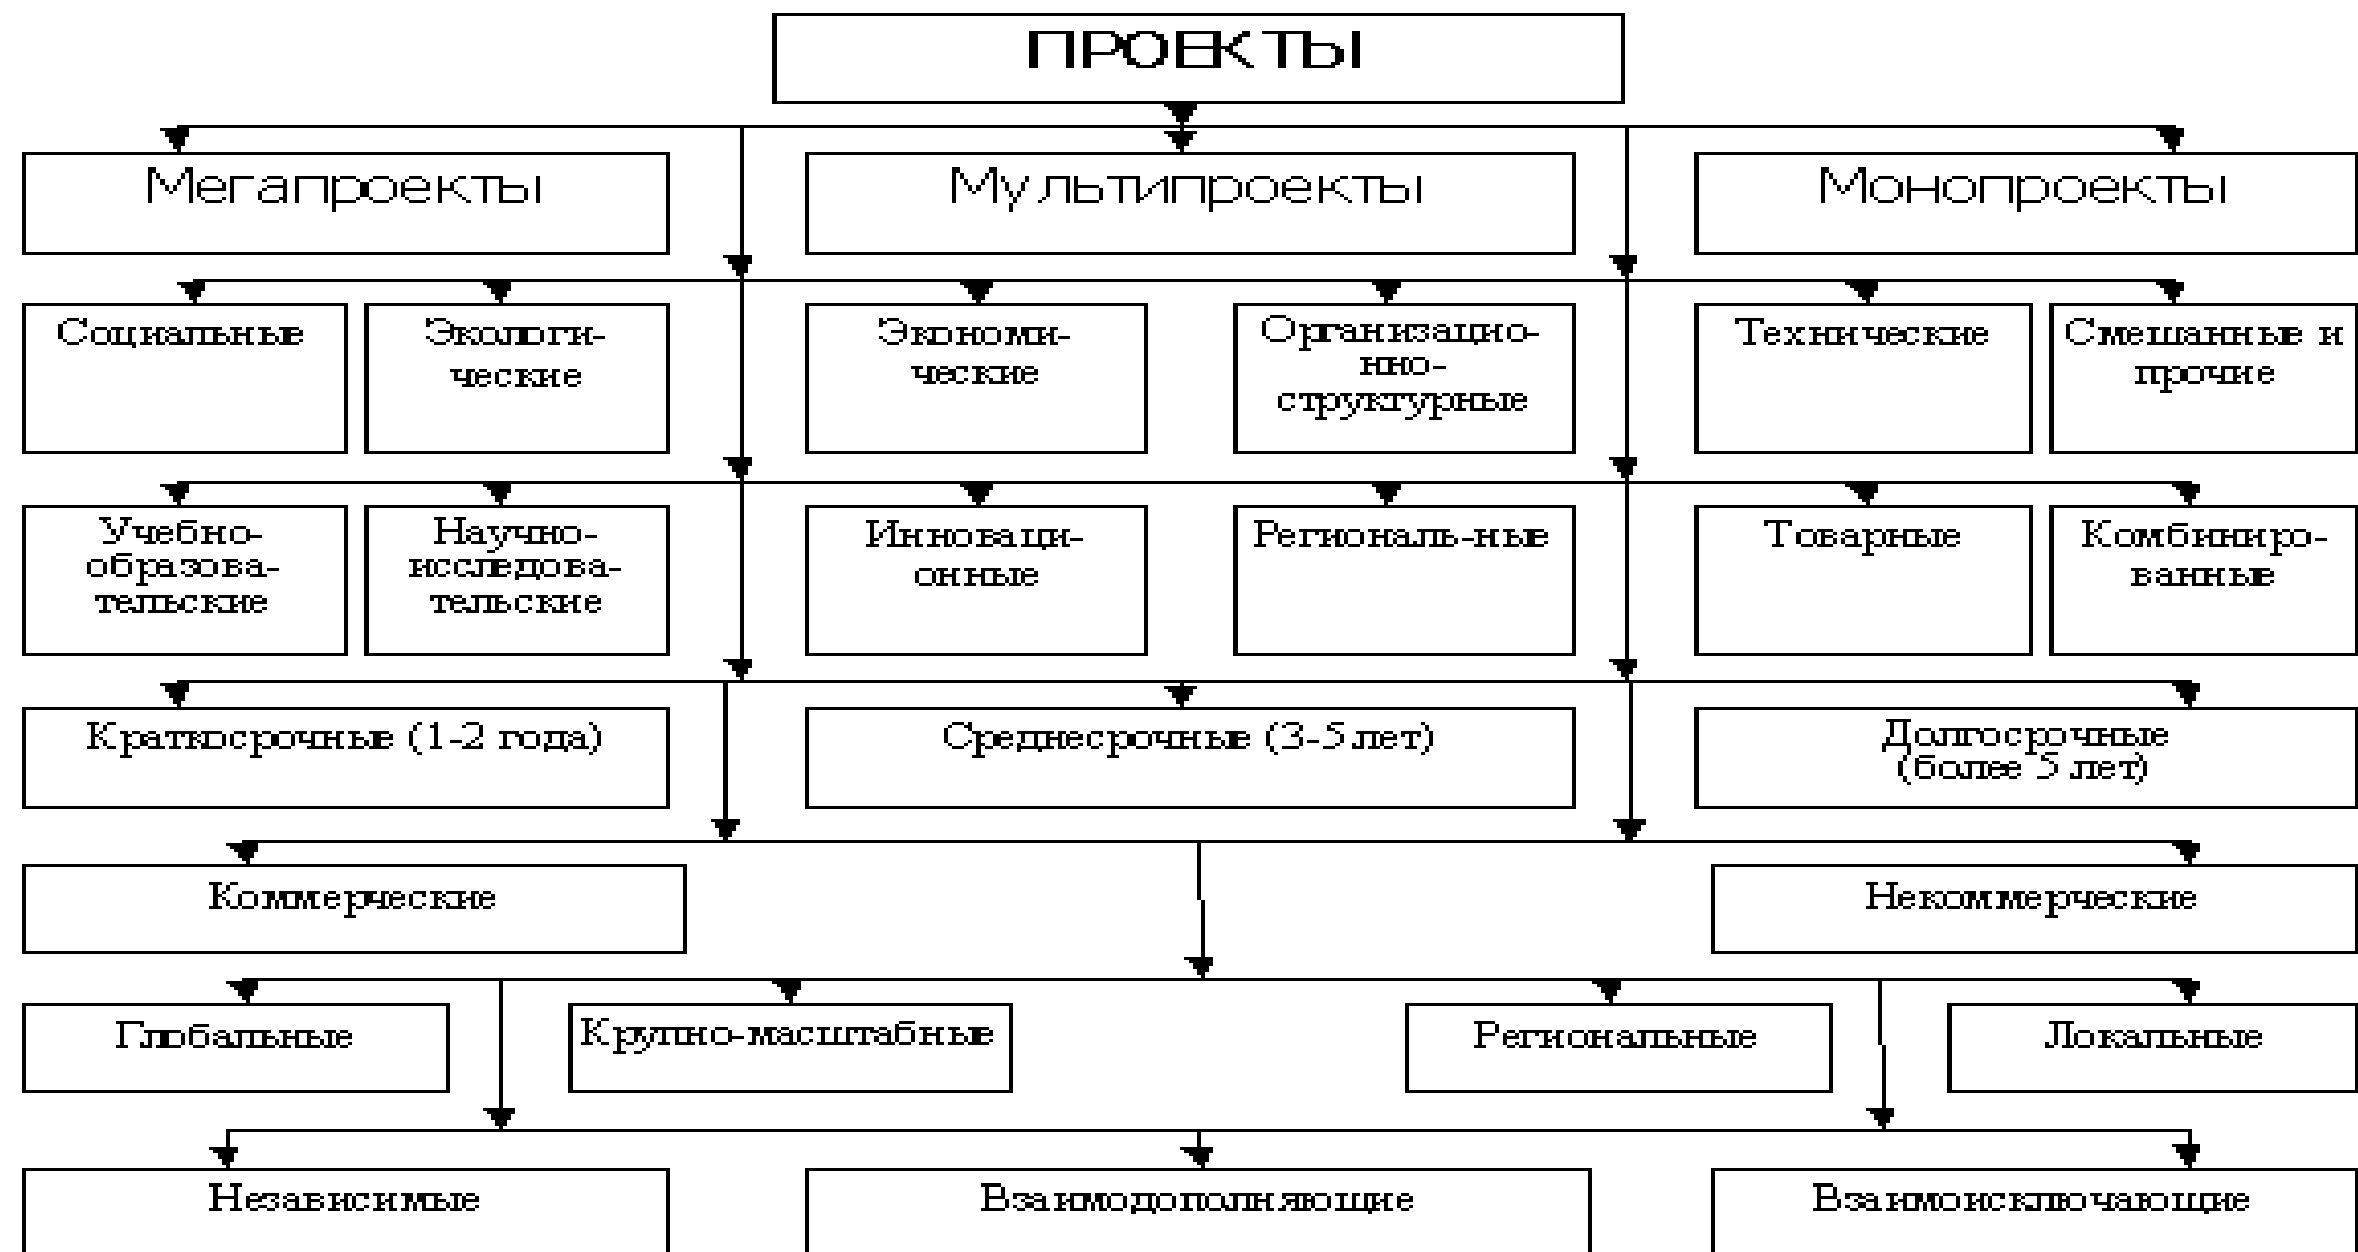 ПРОЕКТЫ
Мегапроекты
Мультипроекты
Монопроекты
Социальные
Экологи-
ческие
Экономи-
ческие
Организацио-
нно-
структурные
Технические
Смешанные и
прочие
Учебно-
образова-
тельские
Научно-
исследова-
тельские
Инноваци-
онные
Региональ-ные
Товарные
Комбиниро-
ванные
Краткосрочные (1-2 года)
Среднесрочные (3-5 лет)
Долгосрочные
(более 5 лет)
Коммерческие
Некоммерческие
Глобальные
Крупно-масштабные
Региональные
Локальные
Независимые
Взаимодополняющие
Взаимоисключающие